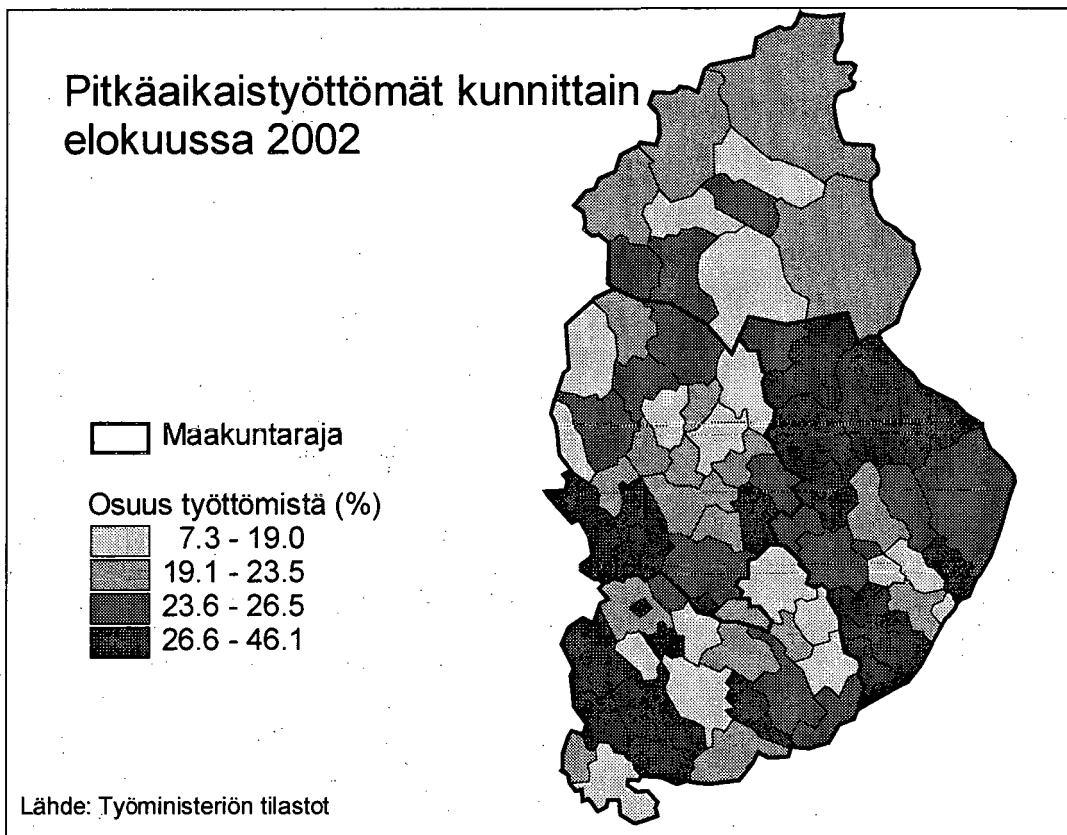 Pitkäaikaistyöttömät kunnittain
elokuussa 2002
Maakuntaraja
Osuus työttömistä (%)
7.3 - 19.0
19.1 - 23.5
23.6 - 26.5
26.6 - 46.1
Lähde: Työministeriön tilastot